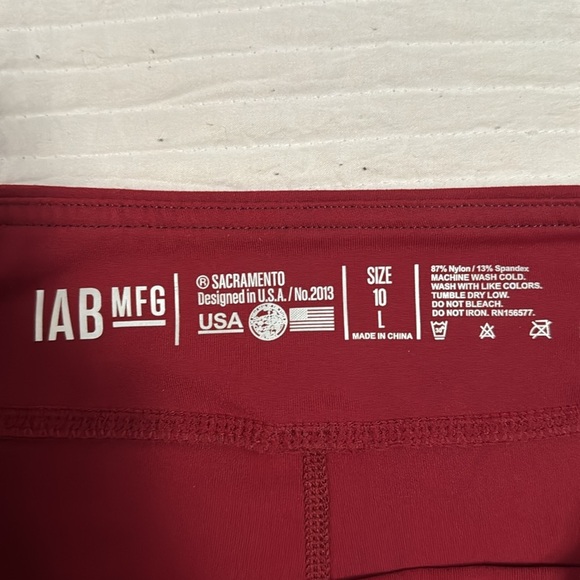 IAB MFG
® SACRAMENTO
Designed in U.S.A. / No.2013
USA
SIZE
10
L
MADE IN CHINA
87% Nylon / 13% Spandex
MACHINE WASH COLD.
WASH WITH LIKE COLORS.
TUMBLE DRY LOW.
DO NOT BLEACH.
DO NOT IRON. RN156577.